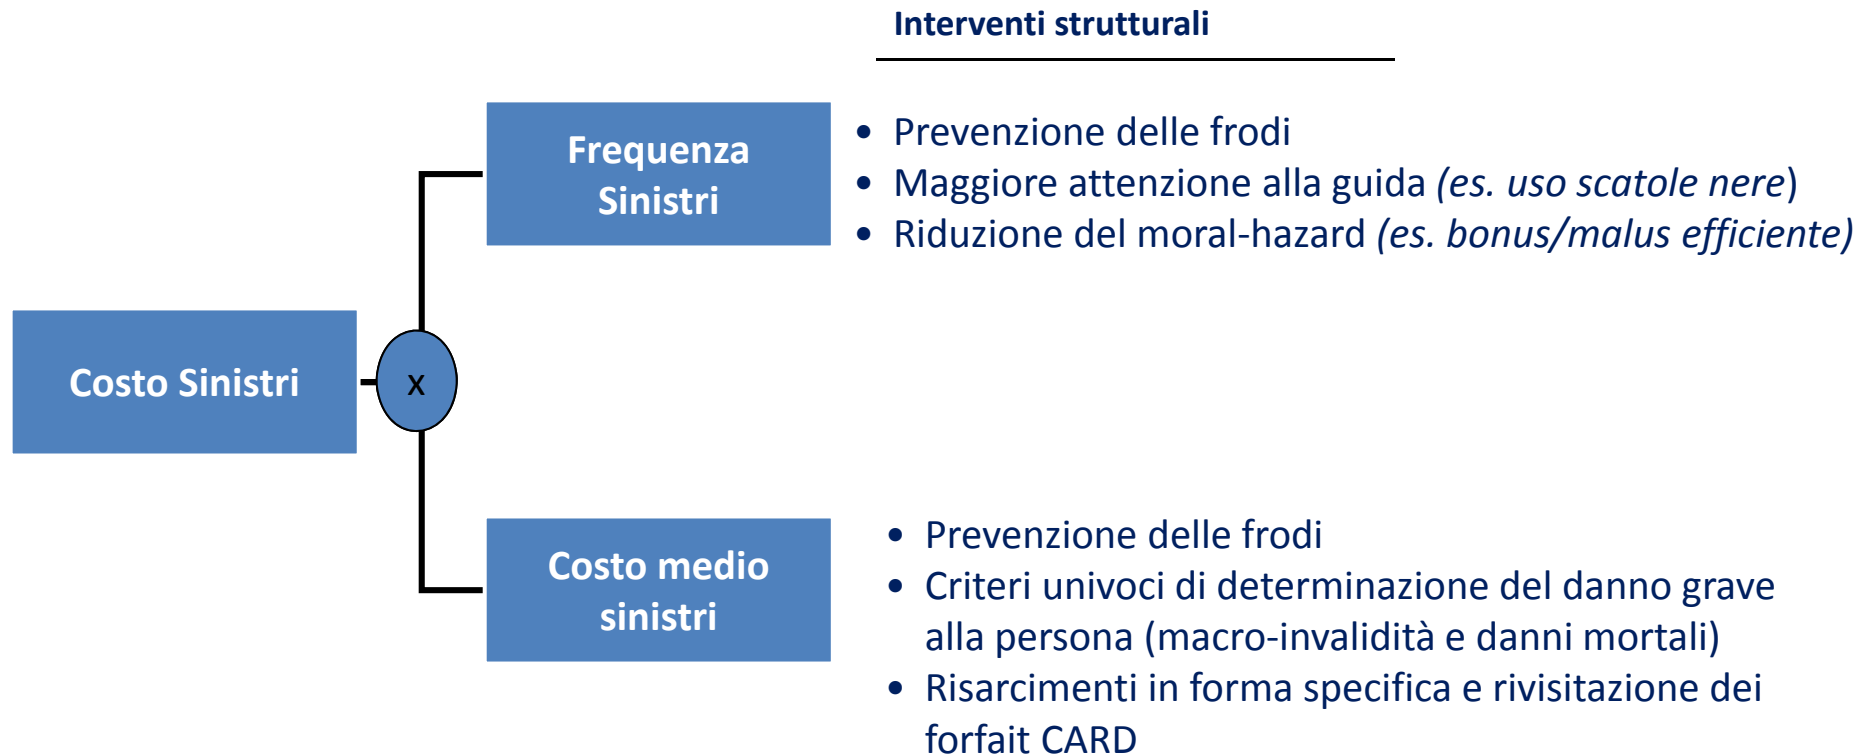 Interventi strutturali
Frequenza
Sinistri
• Prevenzione delle frodi
• Maggiore attenzione alla guida (es. uso scatole nere)
• Riduzione del moral-hazard (es. bonus/malus efficiente)
Costo Sinistri
x
Costo medio
sinistri
• Prevenzione delle frodi
• Criteri univoci di determinazione del danno grave
alla persona (macro-invalidità e danni mortali)
• Risarcimenti in forma specifica e rivisitazione dei
forfait CARD